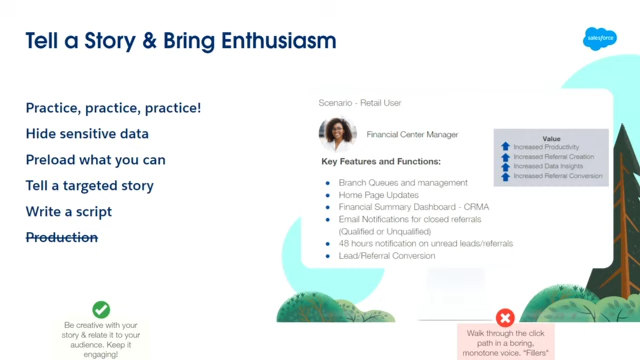 Tell a Story & Bring Enthusiasm
salesforce
Practice, practice, practice!
Hide sensitive data
Preload what you can
Tell a targeted story
Write a script
Production
Scenario - Retail User
Financial Center Manager
Value
Increased Productivity
Increased Referral Creation
Increased Data Insights
Increased Referral Conversion
Key Features and Functions:
● Branch Queues and management
● Home Page Updates
● Financial Summary Dashboard - CRMA
● Email Notifications for closed referrals
(Qualified or Unqualified)
● 48 hours notification on unread leads/referrals
● Lead/Referral Conversion
Be creative with your
story & relate it to your
audience. Keep it
engaging!
Walk through the click
path in a boring,
monotone voice. "Fillers"